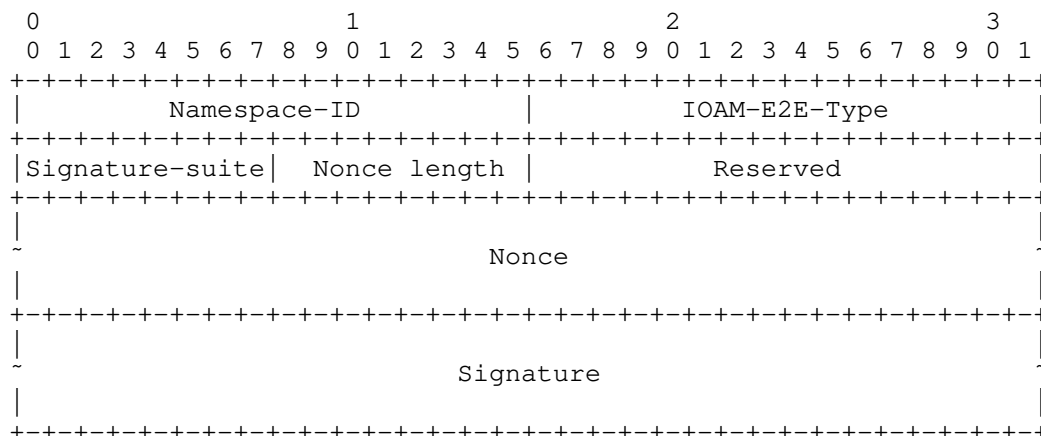 0                   1                   2                   3
 0 1 2 3 4 5 6 7 8 9 0 1 2 3 4 5 6 7 8 9 0 1 2 3 4 5 6 7 8 9 0 1
+-+-+-+-+-+-+-+-+-+-+-+-+-+-+-+-+-+-+-+-+-+-+-+-+-+-+-+-+-+-+-+-+
|         Namespace-ID          |         IOAM-E2E-Type         |
+-+-+-+-+-+-+-+-+-+-+-+-+-+-+-+-+-+-+-+-+-+-+-+-+-+-+-+-+-+-+-+-+
|Signature-suite|  Nonce length |           Reserved            |
+-+-+-+-+-+-+-+-+-+-+-+-+-+-+-+-+-+-+-+-+-+-+-+-+-+-+-+-+-+-+-+-+
|                                                               |
~                             Nonce                             ~
|                                                               |
+-+-+-+-+-+-+-+-+-+-+-+-+-+-+-+-+-+-+-+-+-+-+-+-+-+-+-+-+-+-+-+-+
|                                                               |
~                           Signature                           ~
|                                                               |
+-+-+-+-+-+-+-+-+-+-+-+-+-+-+-+-+-+-+-+-+-+-+-+-+-+-+-+-+-+-+-+-+